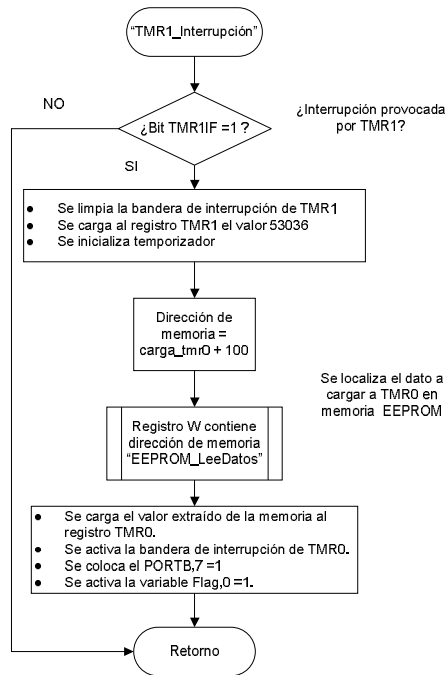 “TMR1_Interrupción”
NO
¿Bit TMR1IF =1 ?
¿Interrupción provocada
por TMR1?
SI
● Se limpia la bandera de interrupción de TMR1
● Se carga al registro TMR1 el valor 53036
● Se inicializa temporizador
Dirección de
memoria =
carga_tmr0 + 100
Se localiza el dato a
cargar a TMR0 en
memoria EEPROM
Registro W contiene
dirección de memoria
“EEPROM_LeeDatos”
● Se carga el valor extraído de la memoria al
registro TMR0.
● Se activa la bandera de interrupción de TMR0.
● Se coloca el PORTB,7 =1
● Se activa la variable Flag,0 =1.
Retorno